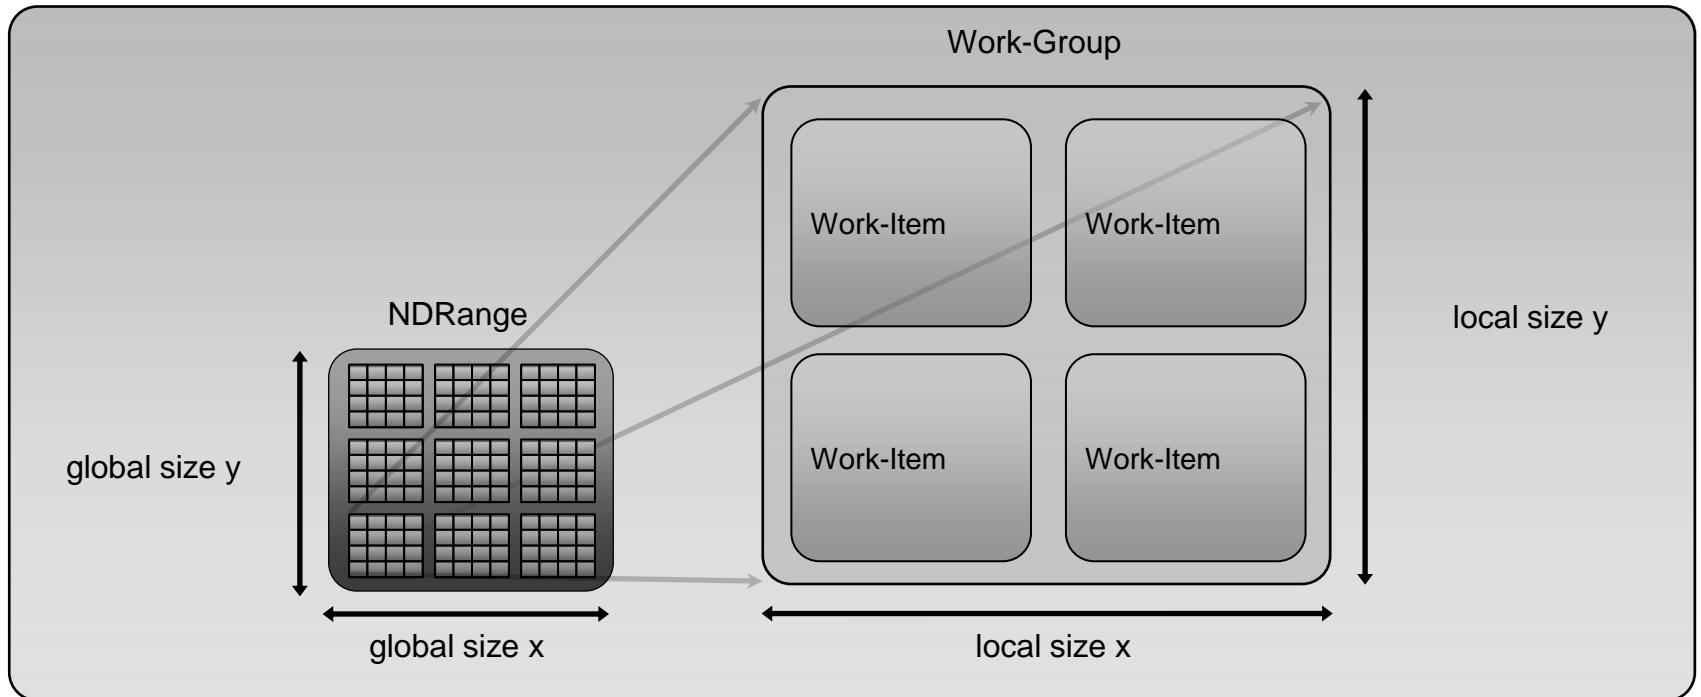 Work-Group
Work-Item
Work-Item
NDRange
local size y
global size y
Work-Item
Work-Item
global size x
local size x